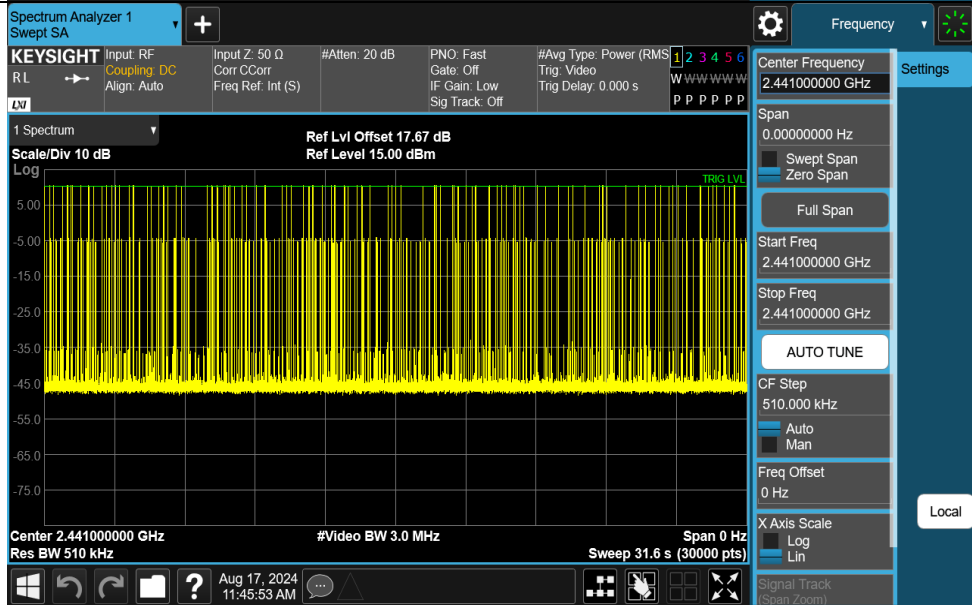 Spectrum Analyzer 1
Swept SA
+
Frequency
KEYSIGHT
RL
LXI
Input: RF
Coupling: DC
Align: Auto
Input Z: 50 Ω
Corr CCorr
Freq Ref: Int (S)
#Atten: 20 dB
PNO: Fast
Gate: Off
IF Gain: Low
Sig Track: Off
#Avg Type: Power (RMS
Trig: Video
Trig Delay: 0.000 s
1 2 3 4 5 6
W W W W W W
P P P P P P
1 Spectrum
Scale/Div 10 dB
Log
Ref Lvl Offset 17.67 dB
Ref Level 15.00 dBm
TRIG LVL
5.00
-5.00
-15.0
-25.0
-35.0
-45.0
-55.0
-65.0
-75.0
Center 2.441000000 GHz
Res BW 510 kHz
#Video BW 3.0 MHz
Span 0 Hz
Sweep 31.6 s (30000 pts)
Center Frequency
2.441000000 GHz
Span
0.00000000 Hz
Swept Span
Zero Span
Full Span
Start Freq
2.441000000 GHz
Stop Freq
2.441000000 GHz
AUTO TUNE
CF Step
510.000 kHz
Auto
Man
Freq Offset
0 Hz
X Axis Scale
Log
Lin
Signal Track
(Span Zoom)
Settings
Local
?
Aug 17, 2024
11:45:53 AM